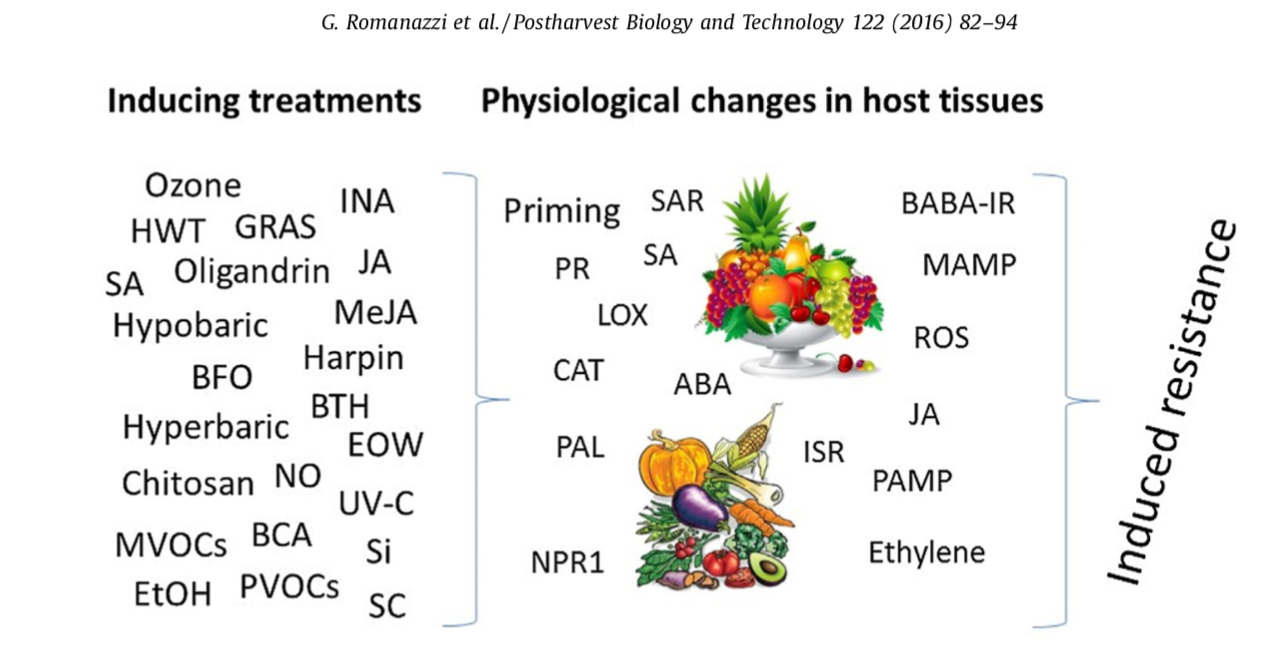 G. Romanazzi et al. / Postharvest Biology and Technology 122 (2016) 82–94
Inducing treatments
Physiological changes in host tissues
Ozone
INA
HWT
GRAS
JA
SA
Oligandrin
MeJA
Hypobaric
Harpin
BFO
BTH
Hyperbaric
EOW
Chitosan
NO
UV-C
MVOCs
BCA
Si
EtOH
PVOCs
SC
Priming
SAR
BABA-IR
PR
SA
MAMP
LOX
ROS
CAT
ABA
JA
PAL
ISR
PAMP
NPR1
Ethylene
Induced resistance